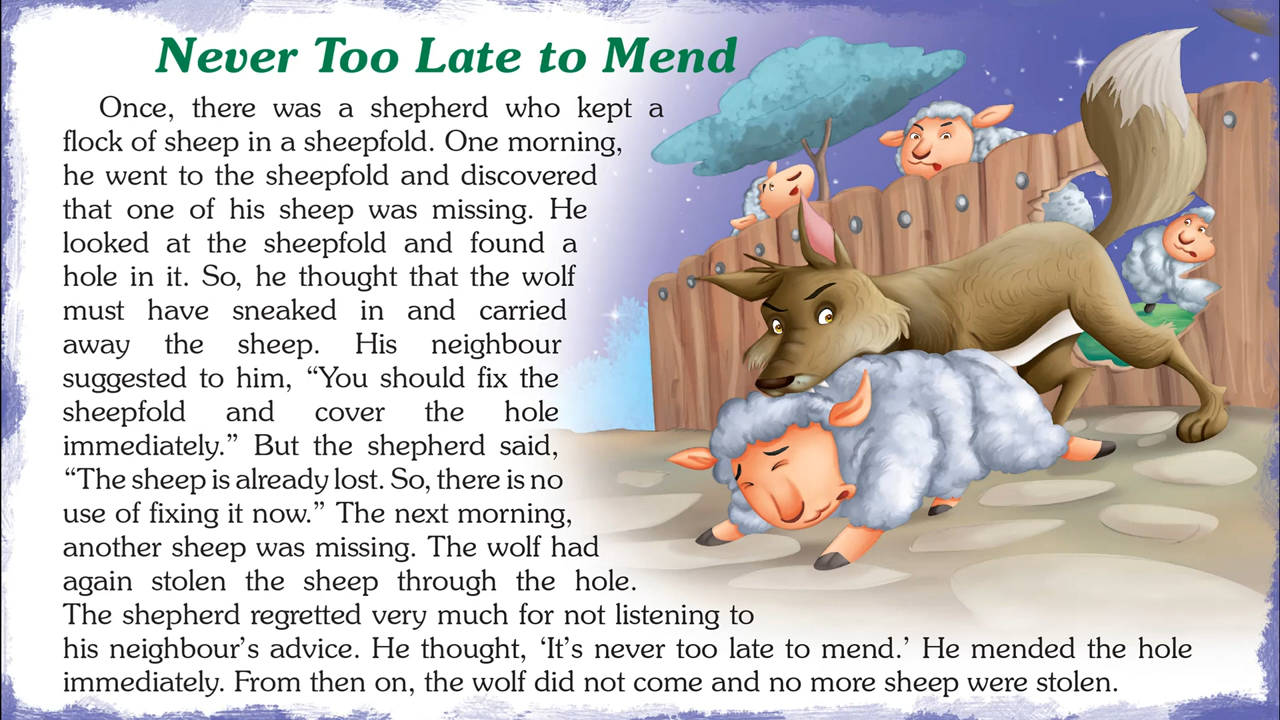 Never Too Late to Mend
Once, there was a shepherd who kept a
flock of sheep in a sheepfold. One morning,
he went to the sheepfold and discovered
that one of his sheep was missing. He
looked at the sheepfold and found a
hole in it. So, he thought that the wolf
must have sneaked in and carried
away the sheep. His neighbour
suggested to him, “You should fix the
sheepfold and cover the hole
immediately.” But the shepherd said,
“The sheep is already lost. So, there is no
use of fixing it now.” The next morning,
another sheep was missing. The wolf had
again stolen the sheep through the hole.
The shepherd regretted very much for not listening to
his neighbour’s advice. He thought, ‘It’s never too late to mend.’ He mended the hole
immediately. From then on, the wolf did not come and no more sheep were stolen.